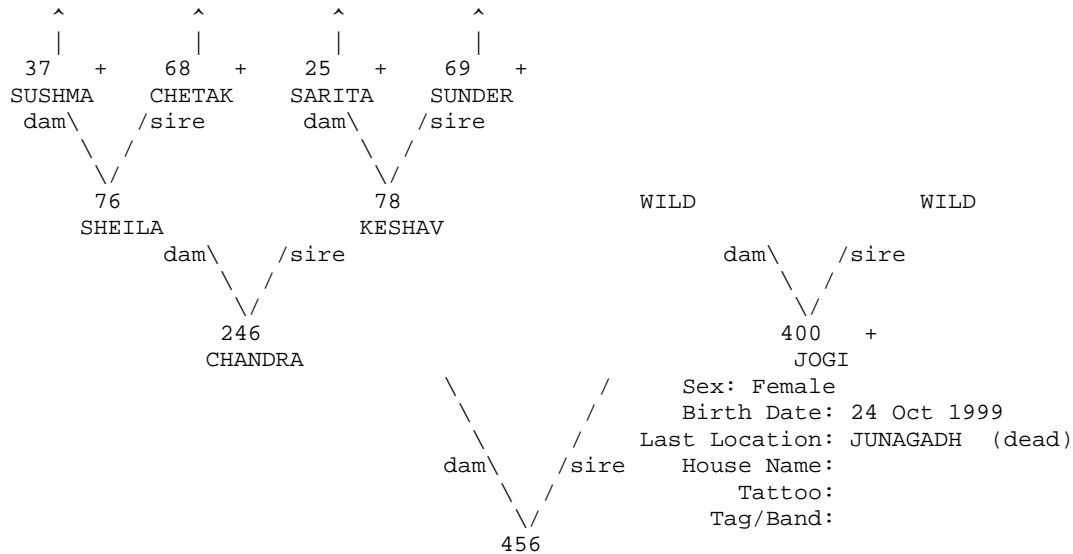 ^ ^ ^ ^
| | | |
37 + 68 + 25 + 69 +
SUSHMA CHETAK SARITA SUNDER
dam\ /sire dam\ /sire
\ / \ /
\/ \/
76 78 WILD WILD
SHEILA KESHAV
dam\ /sire dam\ /sire
\ / \ /
\/ \/
246 400 +
CHANDRA JOGI
\ / Sex: Female
\ / Birth Date: 24 Oct 1999
\ / Last Location: JUNAGADH (dead)
dam\ /sire House Name:
\ / Tattoo:
\/ Tag/Band:
456